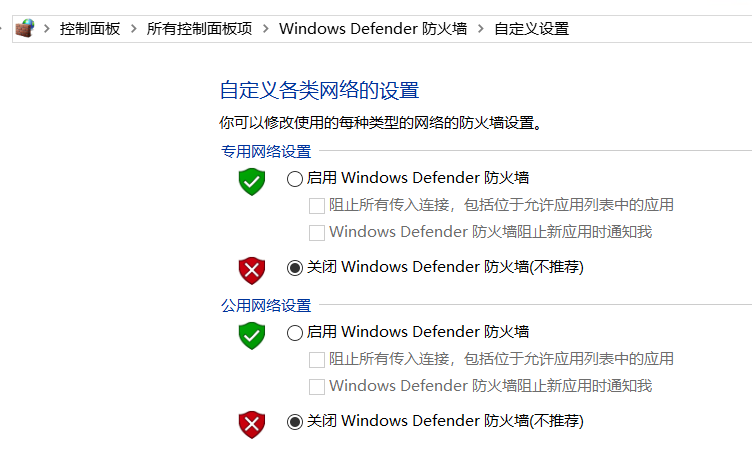 控制面板 > 所有控制面板项 > Windows Defender 防火墙 > 自定义设置
自定义各类网络的设置
你可以修改使用的每种类型的网络的防火墙设置。
专用网络设置
启用 Windows Defender 防火墙
阻止所有传入连接，包括位于允许应用列表中的应用
Windows Defender 防火墙阻止新应用时通知我
关闭 Windows Defender 防火墙(不推荐)
公用网络设置
启用 Windows Defender 防火墙
阻止所有传入连接，包括位于允许应用列表中的应用
Windows Defender 防火墙阻止新应用时通知我
关闭 Windows Defender 防火墙(不推荐)